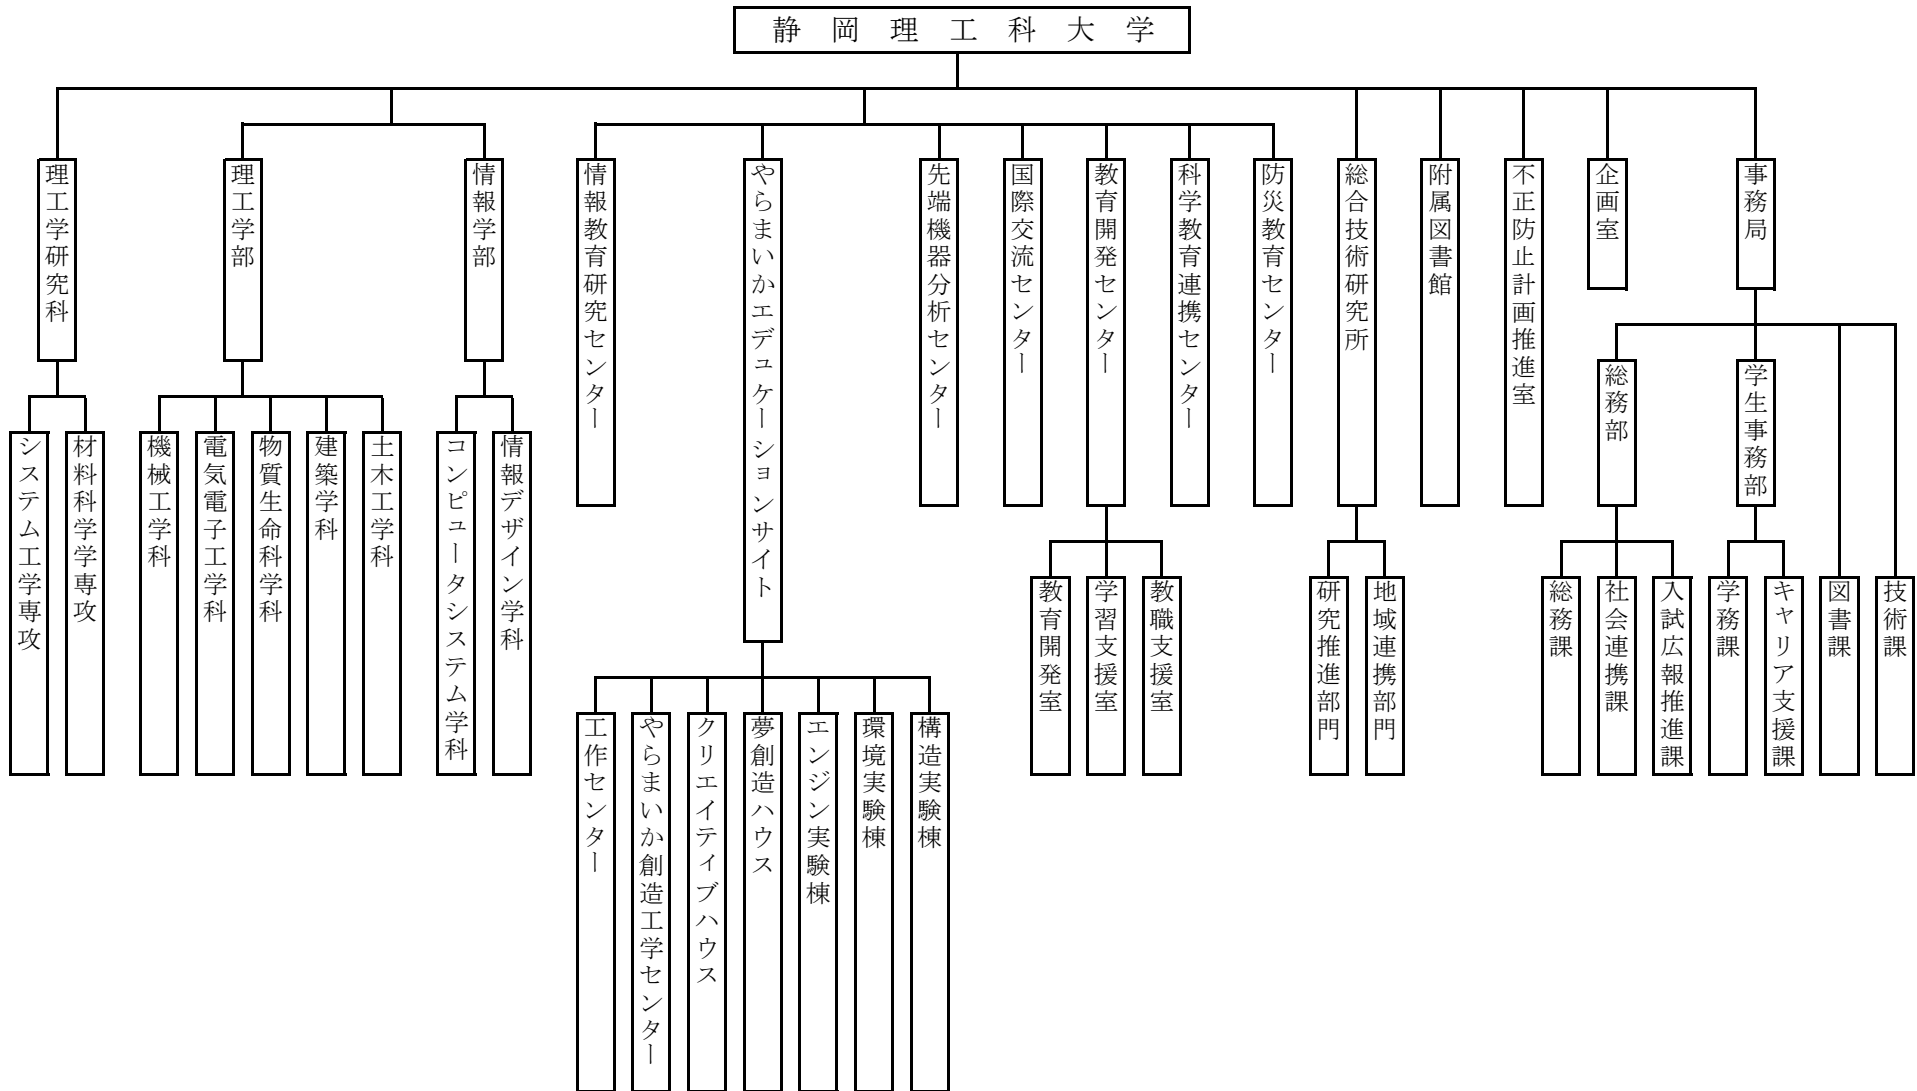 静岡理工科大学
理工学研究科
理工学部
情報学部
情報教育研究センター
やらまいかエデュケーションサイト
先端機器分析センター
国際交流センター
教育開発センター
科学教育連携センター
防災教育センター
総合技術研究所
附属図書館
不正防止計画推進室
企画室
事務局
総務部
学生事務部
システム工学専攻
材料科学専攻
機械工学科
電気電子工学科
物質生命科学科
建築学科
土木工学科
コンピュータシステム学科
情報デザイン学科
教育開発室
学習支援室
教職支援室
研究推進部門
地域連携部門
総務課
社会連携課
入試広報推進課
学務課
キャリア支援課
図書課
技術課
工作センター
やらまいか創造工学センター
クリエイティブハウス
夢創造ハウス
エンジン実験棟
環境実験棟
構造実験棟